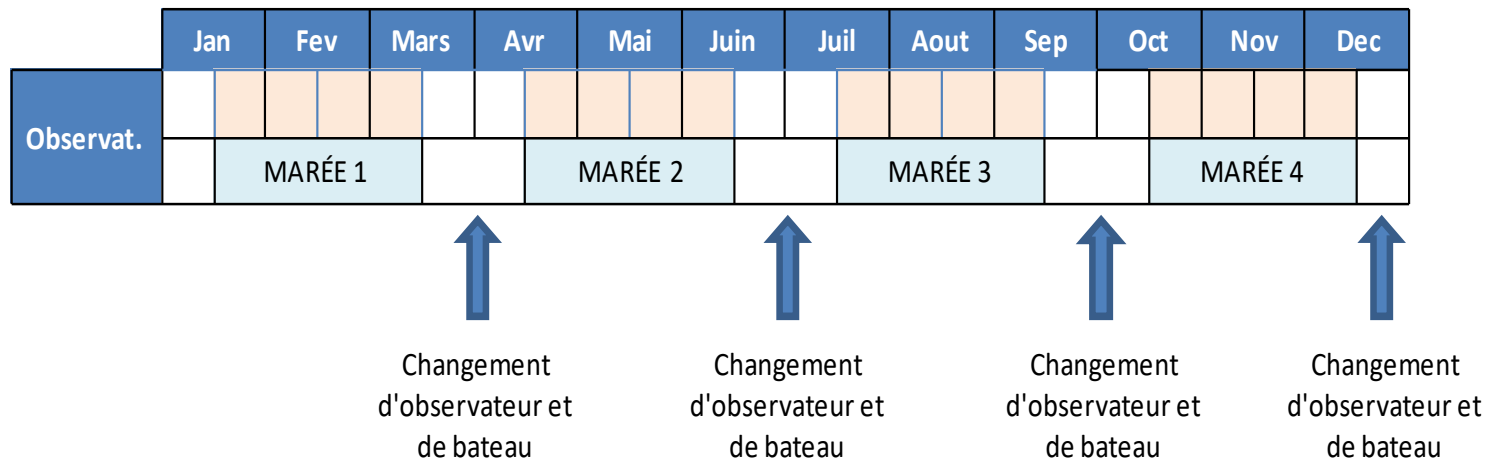 Jan Fev Mars Avr Mai Juin Juil Aout Sep Oct Nov Dec
Observat.
MARÉE 1 MARÉE 2 MARÉE 3 MARÉE 4
Changement
d'observateur et
de bateau
Changement
d'observateur et
de bateau
Changement
d'observateur et
de bateau
Changement
d'observateur et
de bateau